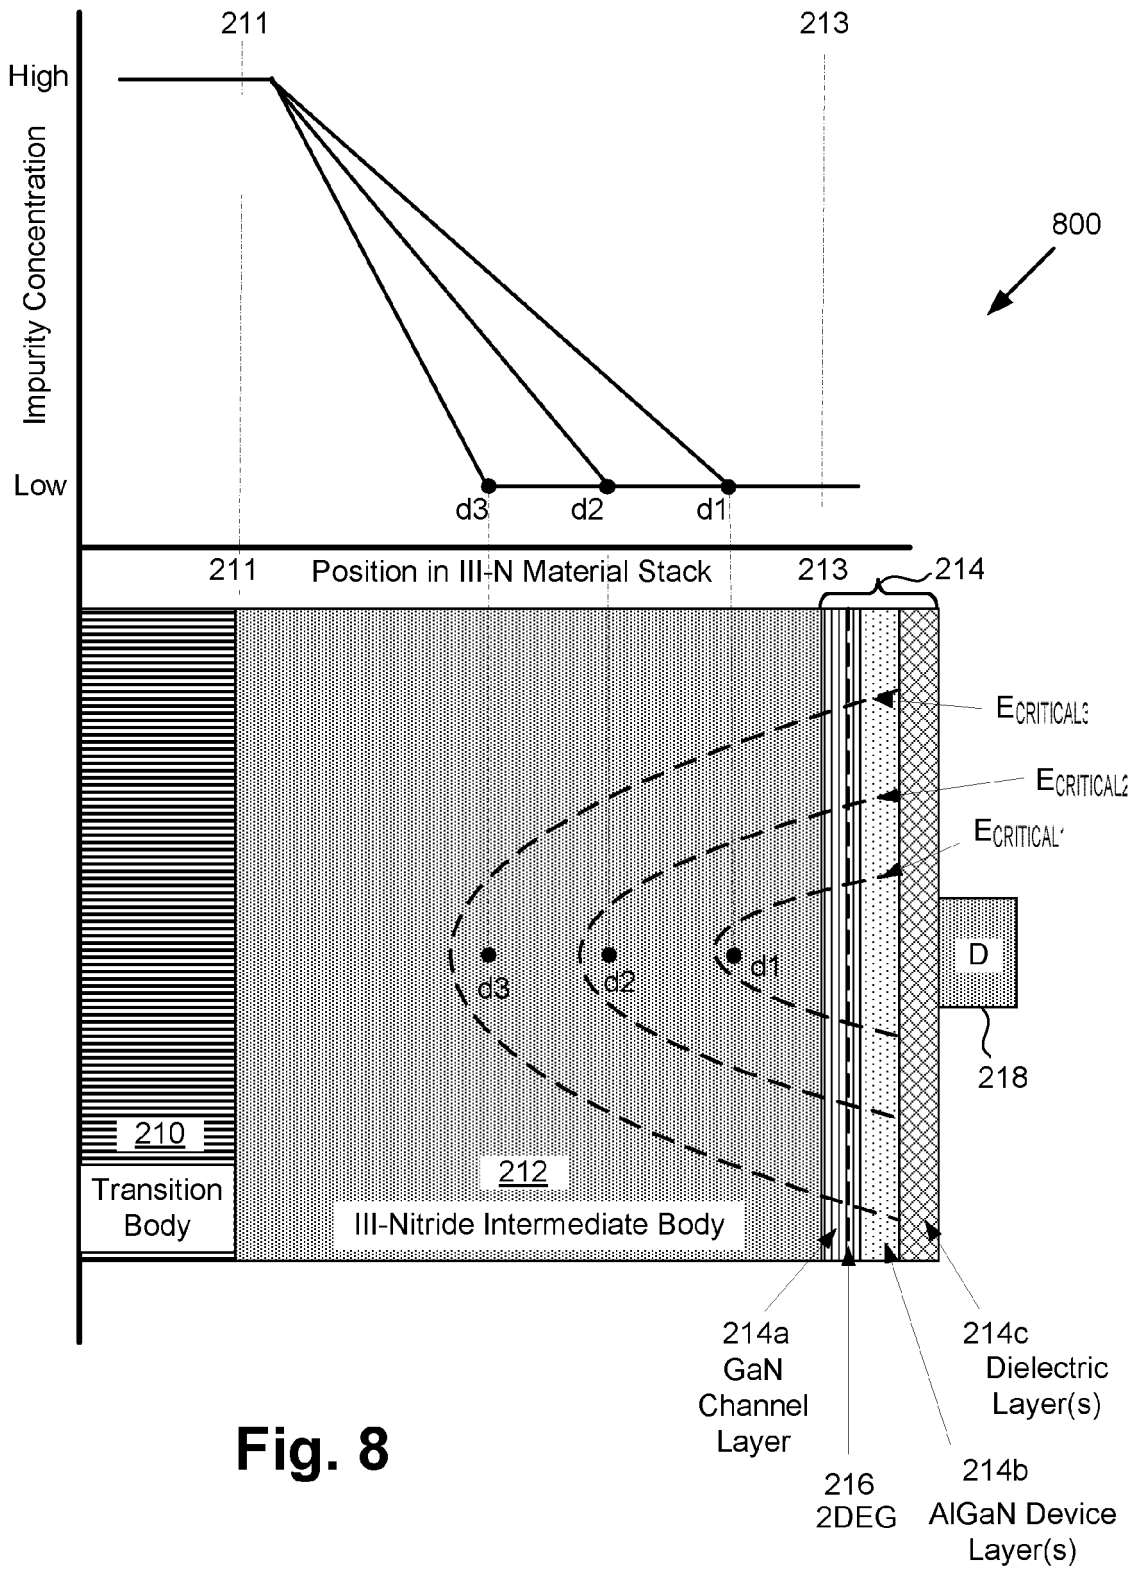 211
213
High
Impurity Concentration
800
Low
d3
d2
d1
211
Position in III-N Material Stack
213
214
ECRITICAL3
ECRITICAL2
ECRITICAL1
d3
d2
d1
D
218
210
Transition
Body
212
III-Nitride Intermediate Body
214a
GaN
Channel
Layer
214c
Dielectric
Layer(s)
216
2DEG
214b
AlGaN Device
Layer(s)
Fig. 8